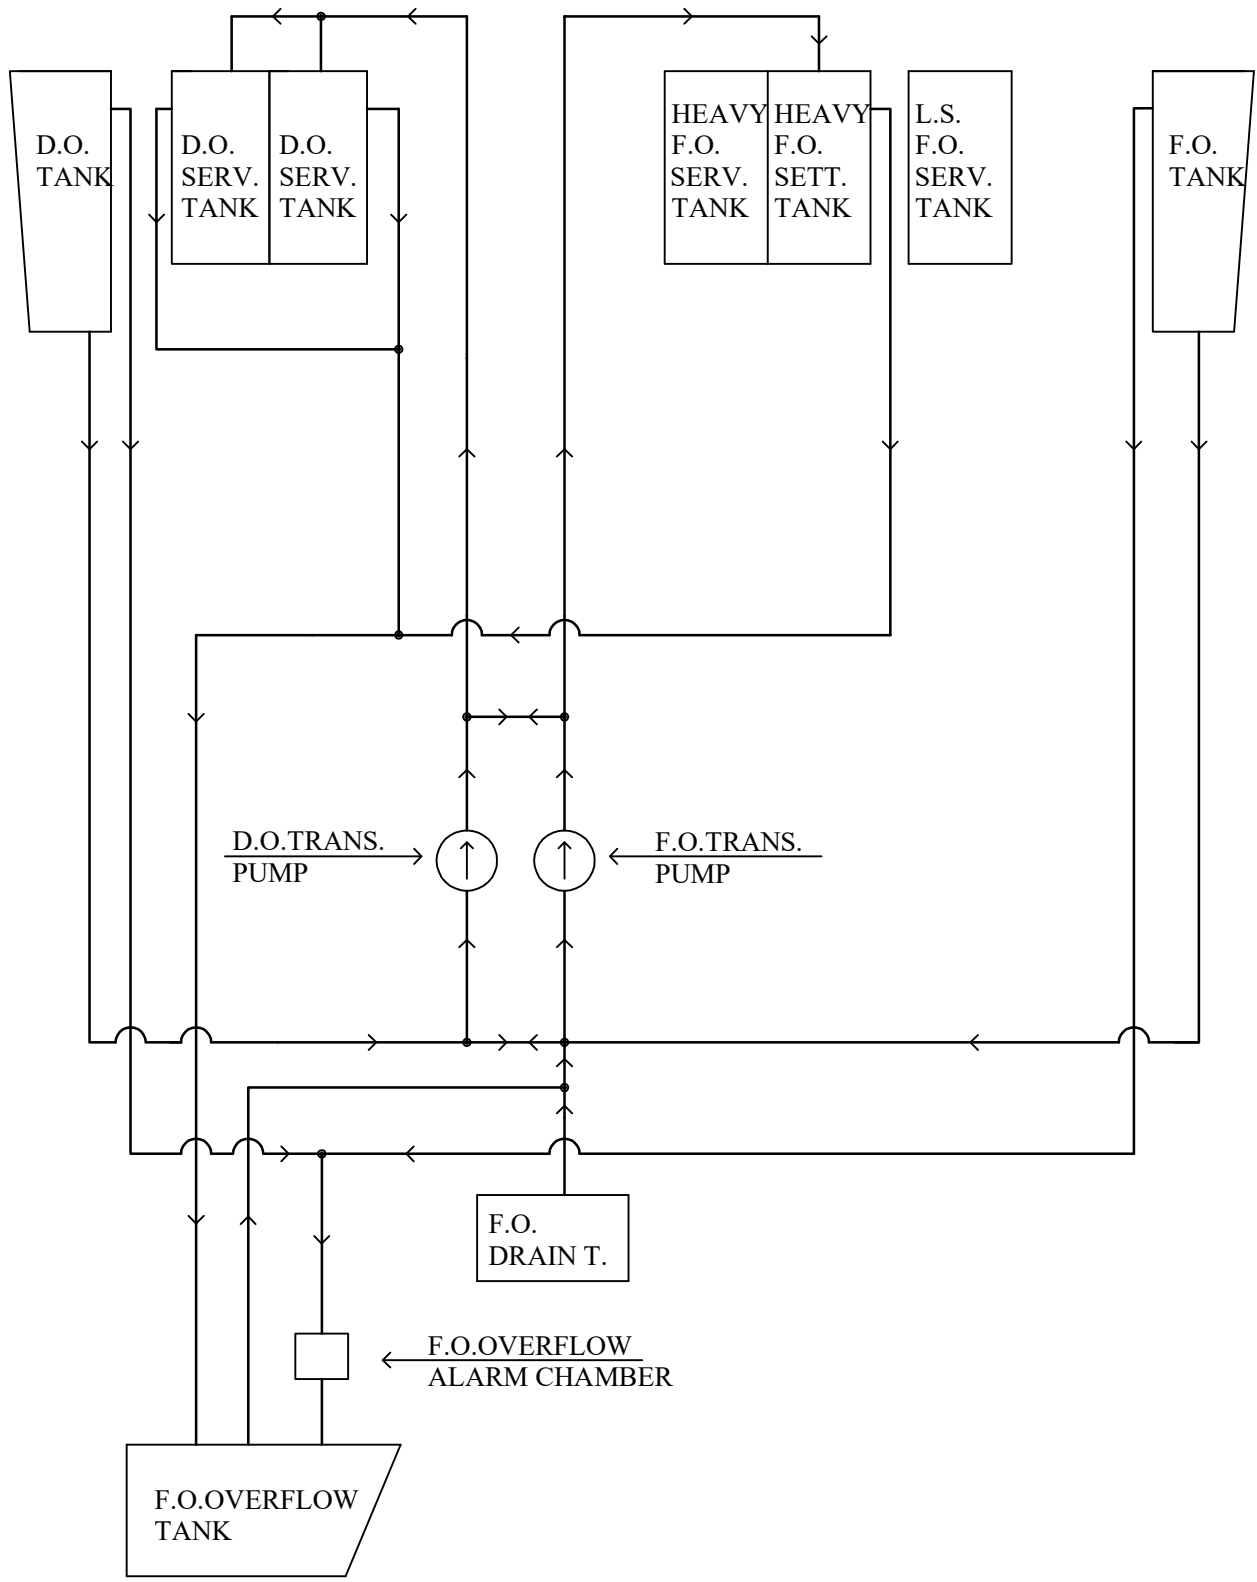 D.O.
TANK
D.O.
SERV.
TANK
D.O.
SERV.
TANK
HEAVY
F.O.
SERV.
TANK
HEAVY
F.O.
SETT.
TANK
L.S.
F.O.
SERV.
TANK
F.O.
TANK
D.O.TRANS.
PUMP
F.O.TRANS.
PUMP
F.O.
DRAIN T.
F.O.OVERFLOW
ALARM CHAMBER
F.O.OVERFLOW
TANK